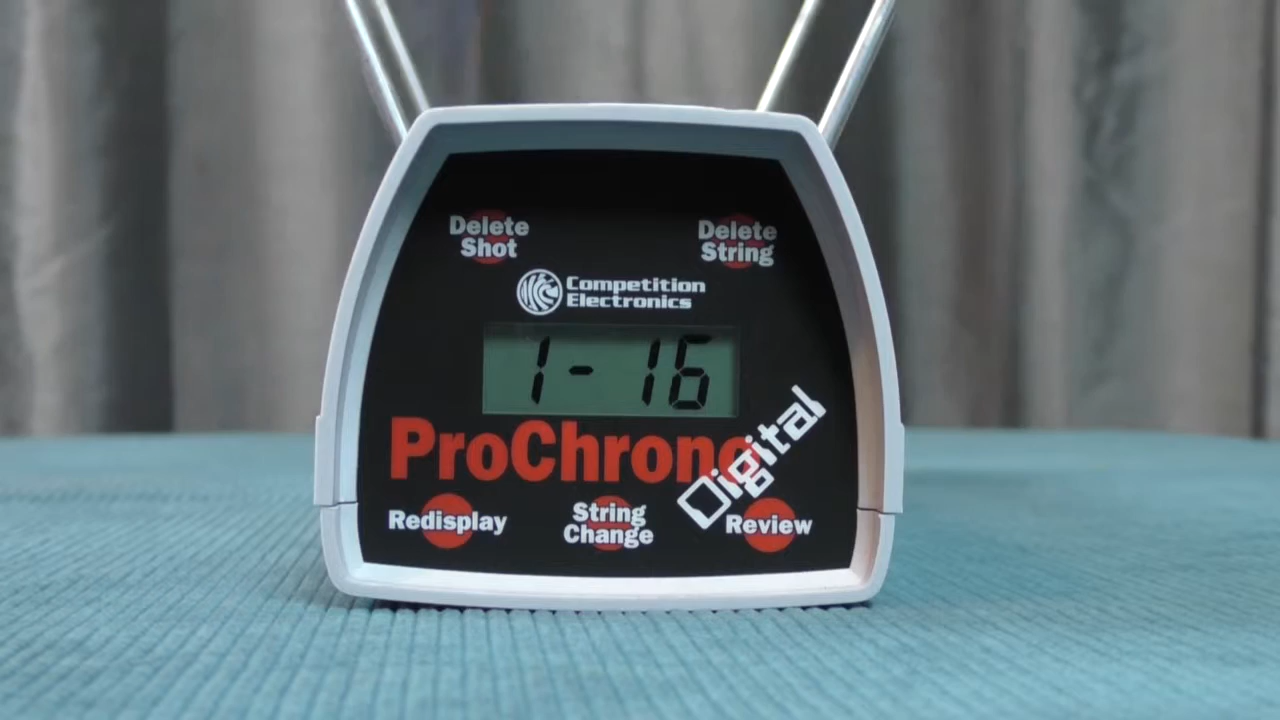 Delete
Shot
Delete
String
Competition
Electronics
1-16
ProChrono
Digital
Redisplay
String
Change
Review